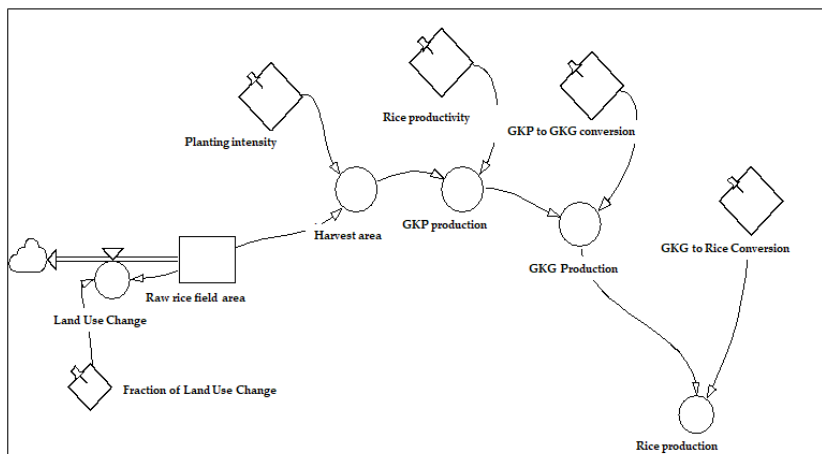 Rice productivity
GKP to GKG conversion
Planting intensity
GKP production
Harvest area
GKG to Rice Conversion
GKG Production
Raw rice field area
Land Use Change
Fraction of Land Use Change
Rice production